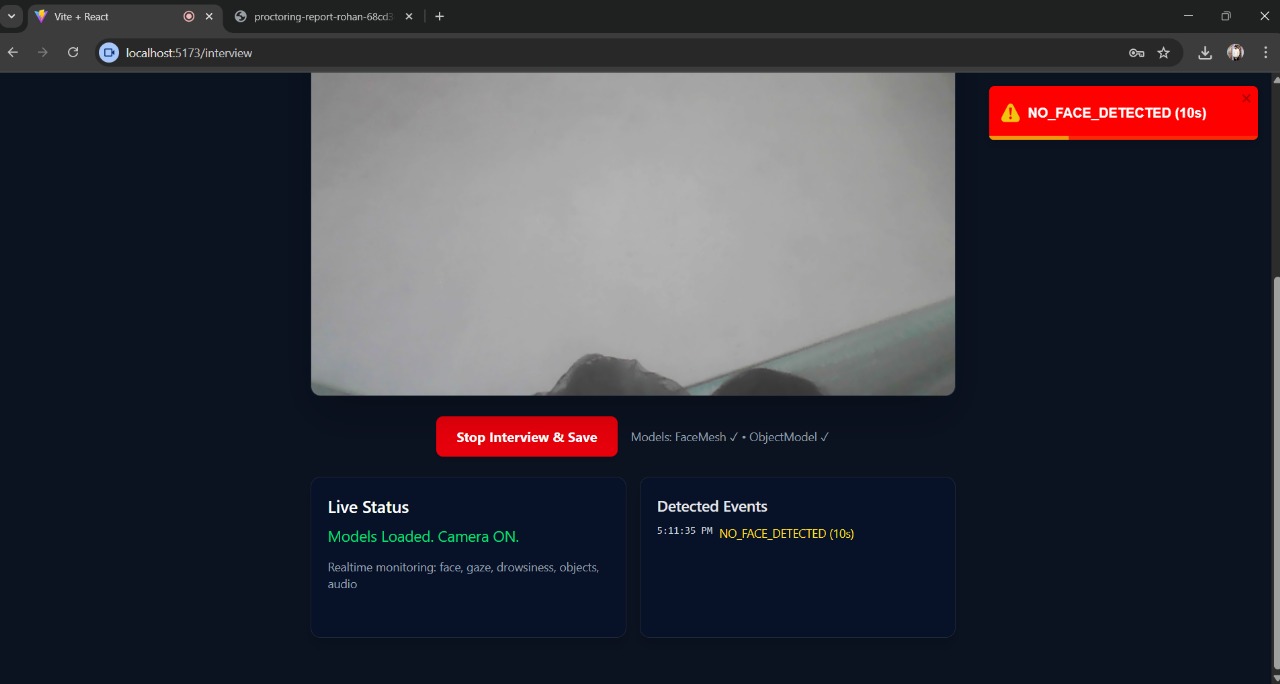 Vite + React
proctoring-report-rohan-68cd3
localhost:5173/interview
NO_FACE_DETECTED (10s)
Stop Interview & Save
Models: FaceMesh ✓ • ObjectModel ✓
Live Status
Models Loaded. Camera ON.
Realtime monitoring: face, gaze, drowsiness, objects,
audio
Detected Events
5:11:35 PM NO_FACE_DETECTED (10s)